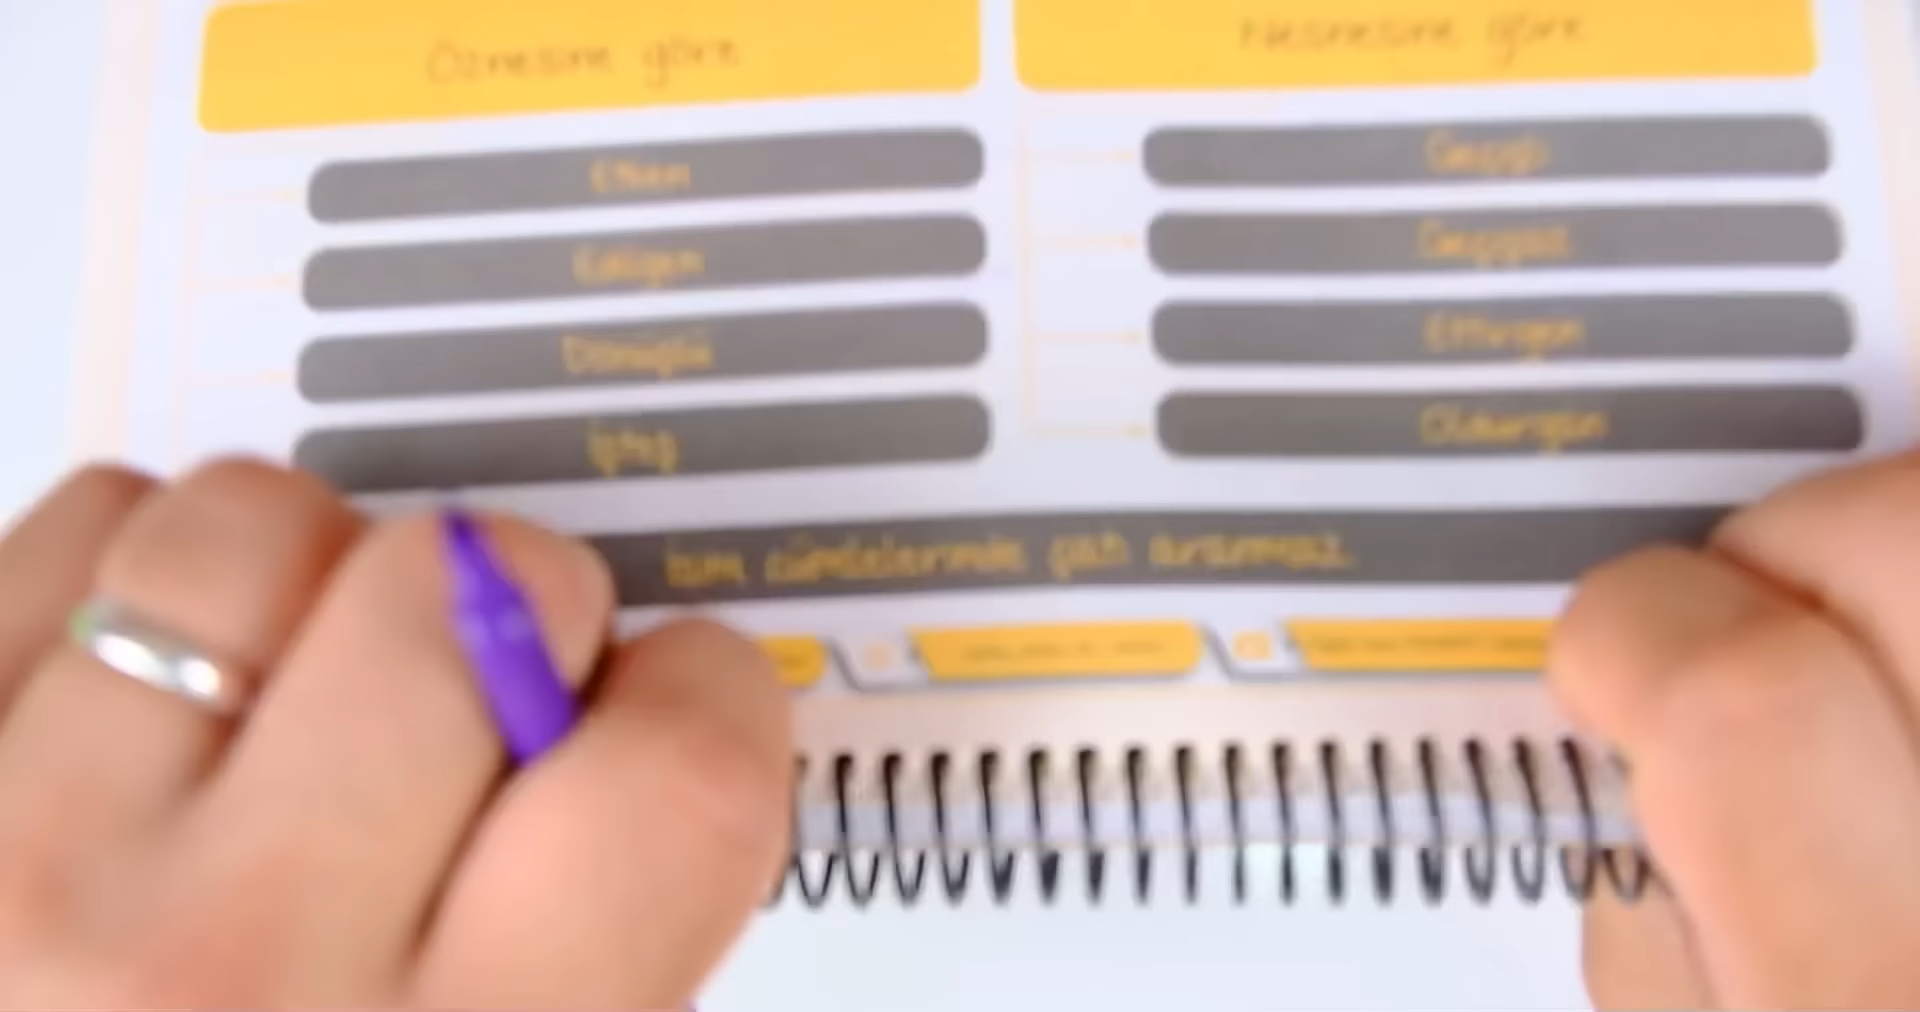 Öznesine göre
Nesnesine göre
Etken
Edilgen
Dönüşlü
İşteş
Geçişli
Geçişsiz
Ettirgen
Oldurgan
İsim cümlelerinde çatı aranmaz.